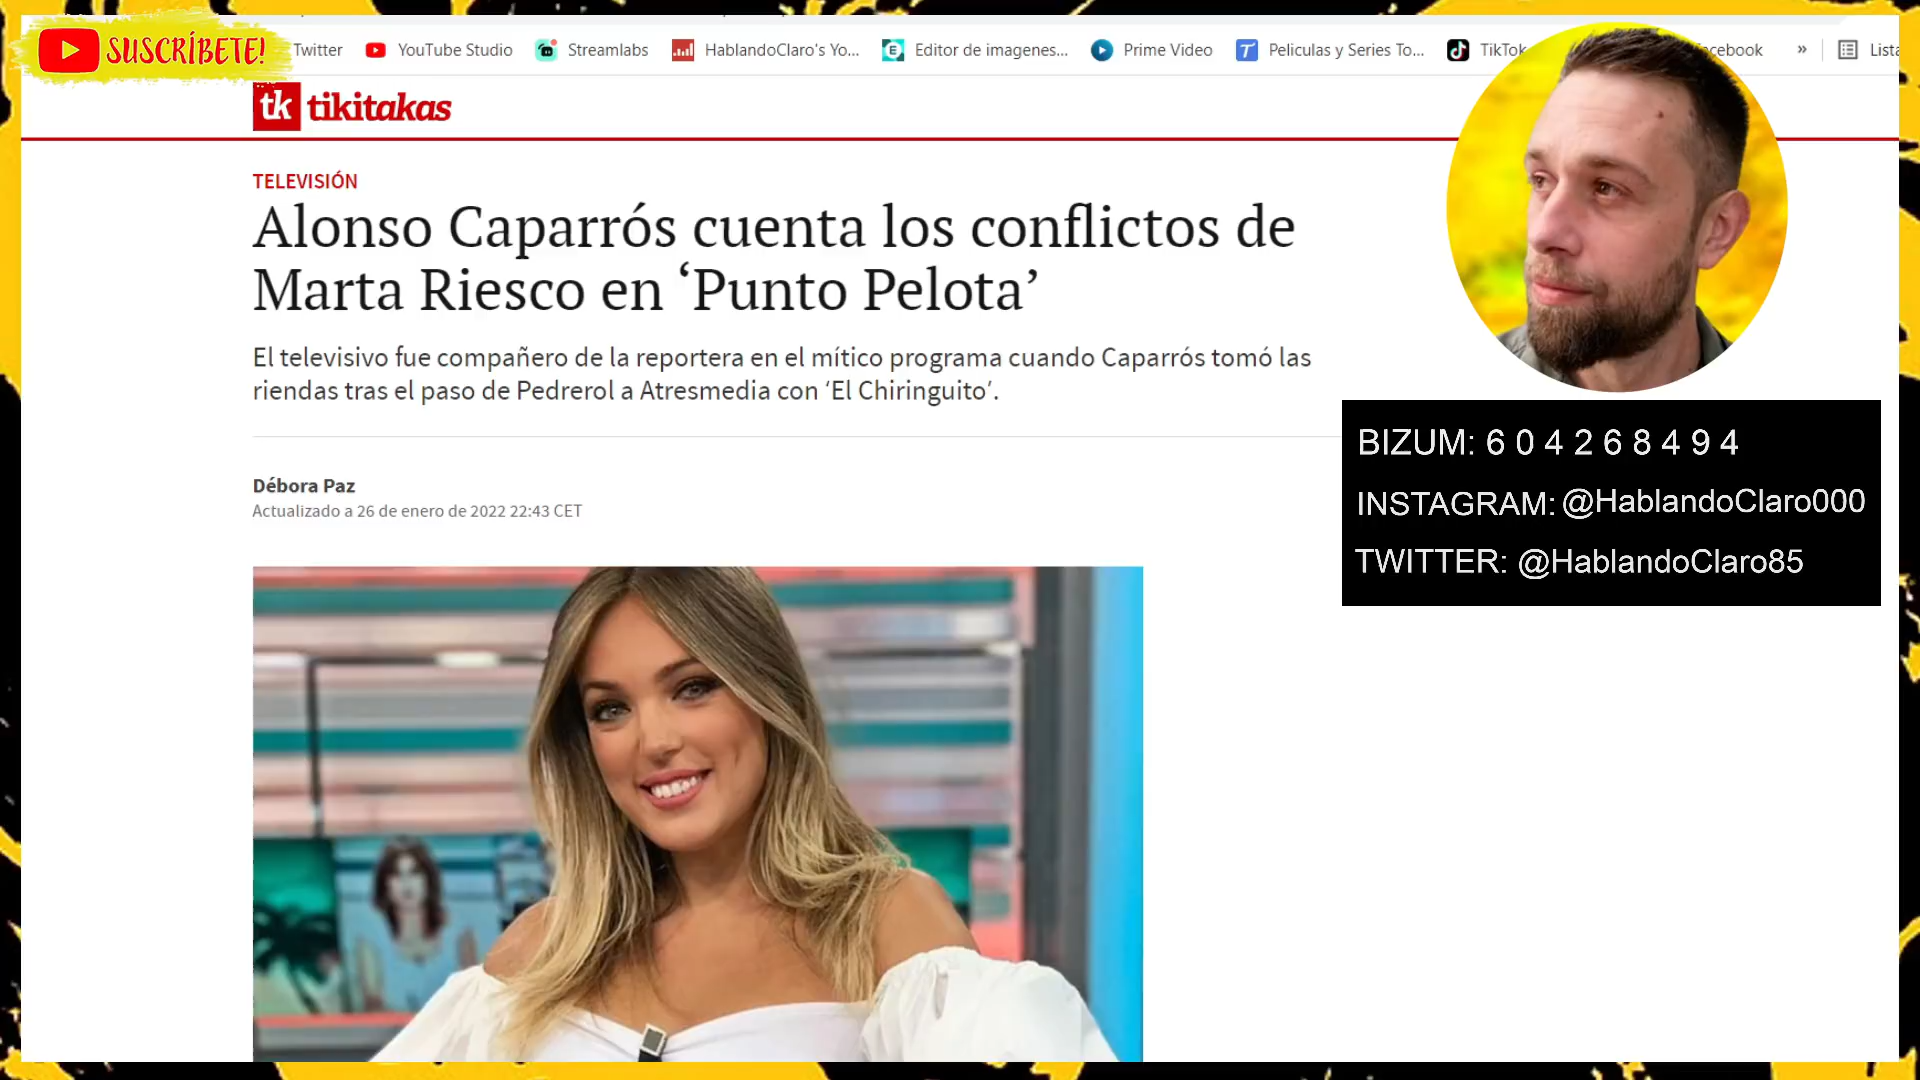 SUSCRÍBETE!
Twitter
YouTube Studio
Streamlabs
HablandoClaro's Yo...
Editor de imagenes...
Prime Video
Peliculas y Series To...
TikTok
»
tk tikitakas
TELEVISIÓN
Alonso Caparrós cuenta los conflictos de
Marta Riesco en ‘Punto Pelota’
El televisivo fue compañero de la reportera en el mítico programa cuando Caparrós tomó las
riendas tras el paso de Pedrerol a Atresmedia con ‘El Chiringuito’.
Débora Paz
Actualizado a 26 de enero de 2022 22:43 CET
BIZUM: 6 0 4 2 6 8 4 9 4
INSTAGRAM: @HablandoClaro000
TWITTER: @HablandoClaro85